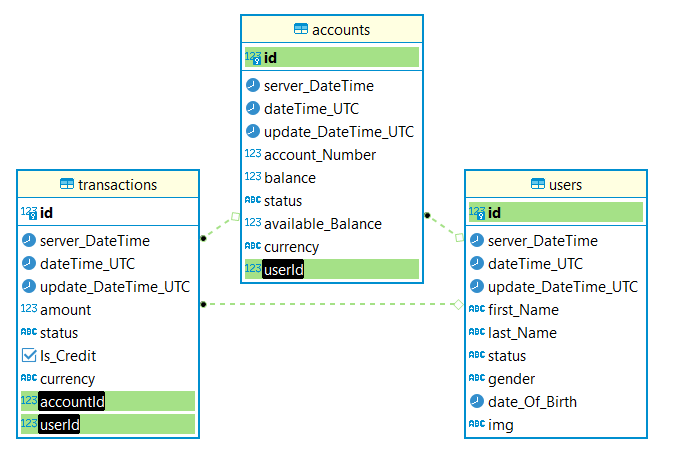 accounts
123 id
server_DateTime
dateTime_UTC
update_DateTime_UTC
123 account_Number
123 balance
ABC status
123 available_Balance
ABC currency
123 userId
transactions
123 id
server_DateTime
dateTime_UTC
update_DateTime_UTC
123 amount
ABC status
Is_Credit
ABC currency
123 accountId
123 userId
users
123 id
server_DateTime
dateTime_UTC
update_DateTime_UTC
ABC first_Name
ABC last_Name
ABC status
ABC gender
date_Of_Birth
ABC img